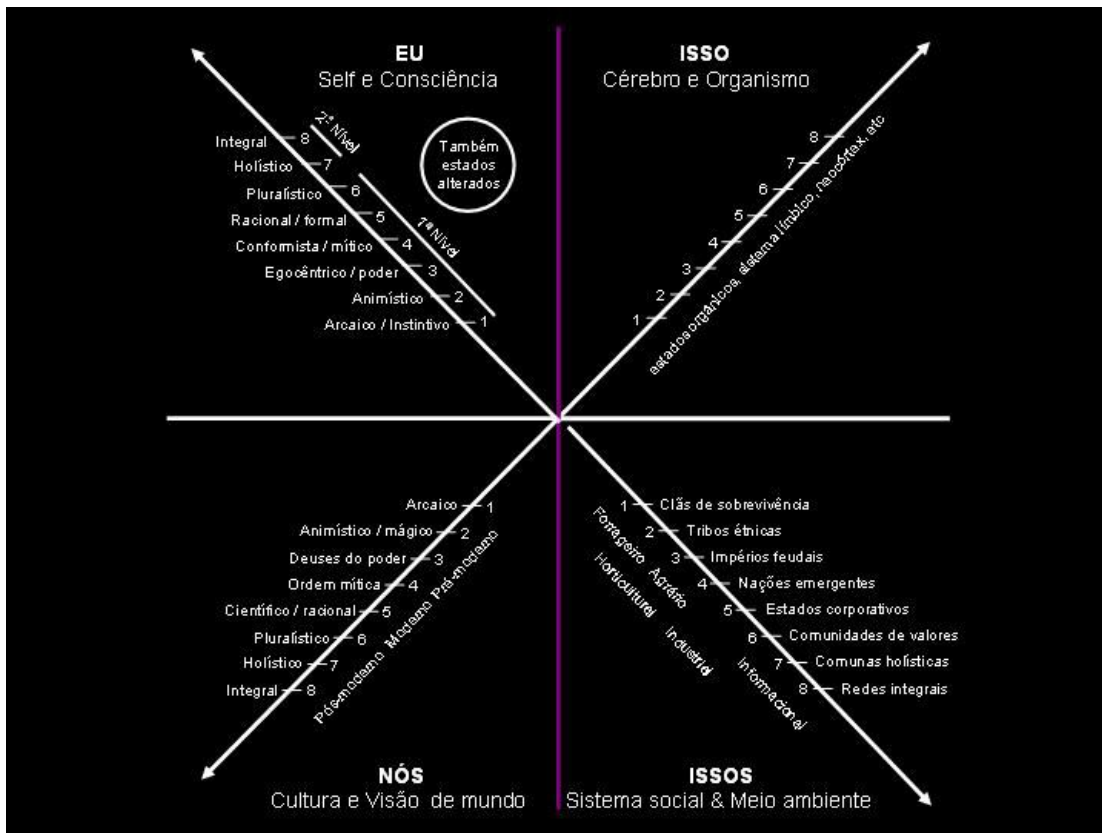 EU
Self e Consciência
2º Nível
1º Nível
Também
estados
alterados
Integral 8
Holístico 7
Pluralístico 6
Racional / formal 5
Conformista / mítico 4
Egocêntrico / poder 3
Animístico 2
Arcaico / Instintivo 1
ISSO
Cérebro e Organismo
8
7
6
5
4
3
2
1
estados orgânicos, sistema límbico, neocórtex, etc
Arcaico 1
Animístico / mágico 2
Deuses do poder 3
Ordem mítica 4
Científico / racional 5
Pluralístico 6
Holístico 7
Integral 8
Pós-moderno Moderno Pré-moderno
NÓS
Cultura e Visão de mundo
1 Clãs de sobrevivência
2 Tribos étnicas
3 Impérios feudais
4 Nações emergentes
5 Estados corporativos
6 Comunidades de valores
7 Comunas holísticas
8 Redes integrais
Forrageiro Agrário
Horticultural Industrial Informacional
ISSOS
Sistema social & Meio ambiente